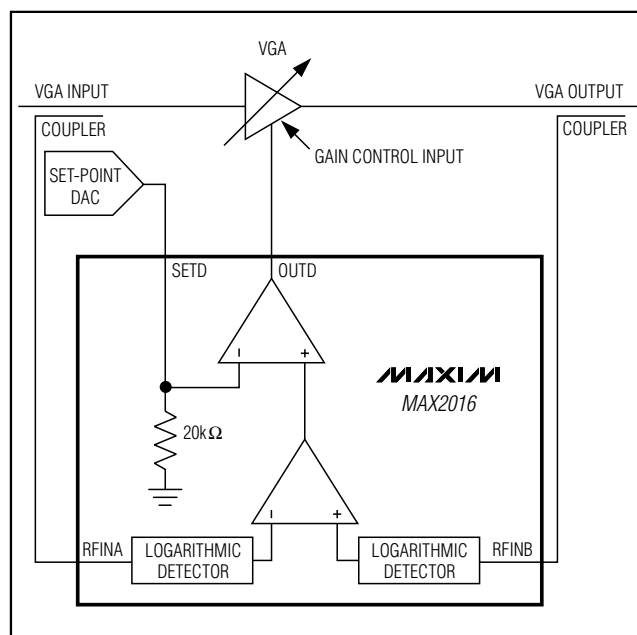 VGA
VGA INPUT
VGA OUTPUT
COUPLER
COUPLER
GAIN CONTROL INPUT
SET-POINT
DAC
SETD
OUTD
− +
MAXIM
MAX2016
20kΩ
− +
RFINA
LOGARITHMIC
DETECTOR
LOGARITHMIC
DETECTOR
RFINB